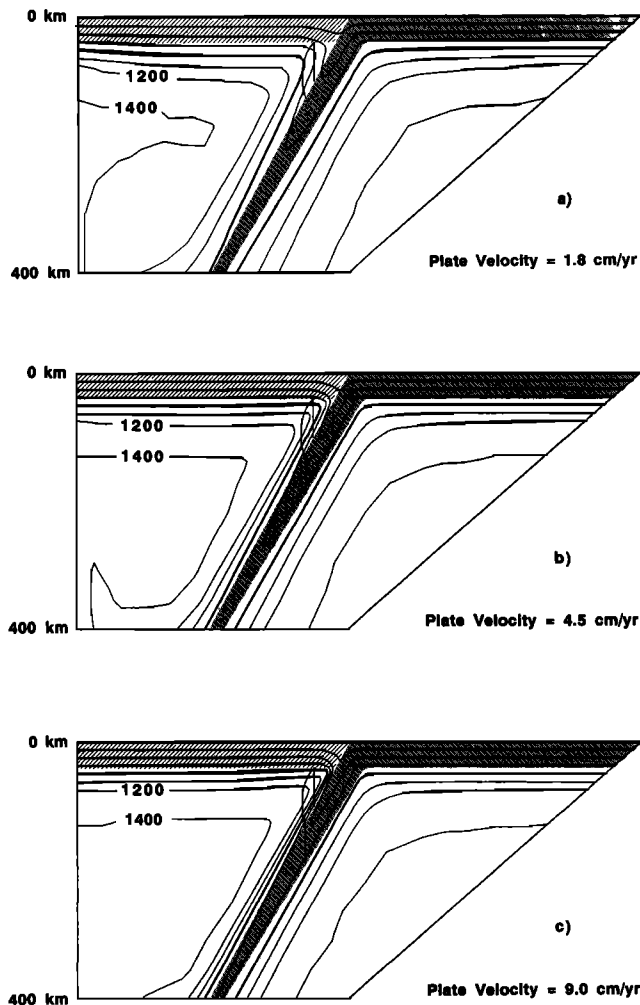 0 km
1200
1400
a)
400 km
Plate Velocity = 1.8 cm/yr
0 km
1200
1400
b)
400 km
Plate Velocity = 4.5 cm/yr
0 km
1200
1400
c)
400 km
Plate Velocity = 9.0 cm/yr